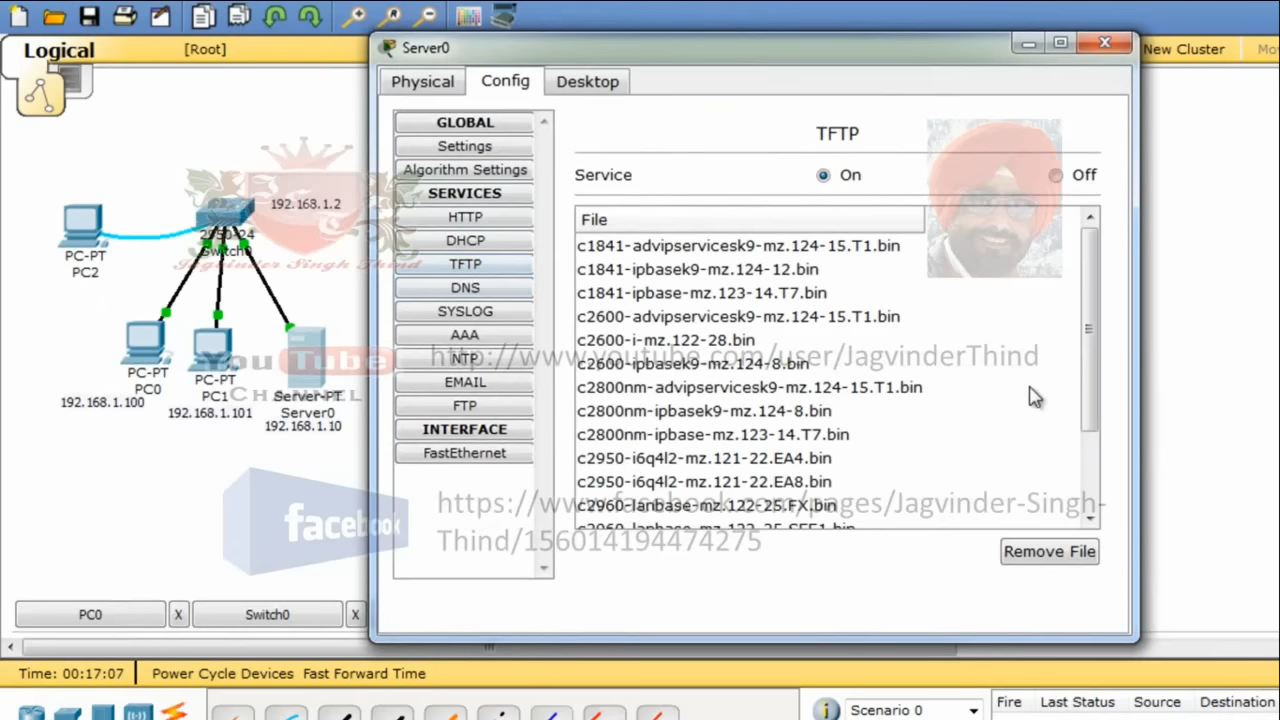 Logical
[Root]
New Cluster
Server0
Physical
Config
Desktop
GLOBAL
Settings
Algorithm Settings
SERVICES
HTTP
DHCP
TFTP
DNS
SYSLOG
AAA
NTP
EMAIL
FTP
INTERFACE
FastEthernet
TFTP
Service
On
Off
File
c1841-advipservicesk9-mz.124-15.T1.bin
c1841-ipbasek9-mz.124-12.bin
c1841-ipbase-mz.123-14.T7.bin
c2600-advipservicesk9-mz.124-15.T1.bin
c2600-i-mz.122-28.bin
c2600-ipbasek9-mz.124-8.bin
c2800nm-advipservicesk9-mz.124-15.T1.bin
c2800nm-ipbasek9-mz.124-8.bin
c2800nm-ipbase-mz.123-14.T7.bin
c2950-i6q4l2-mz.121-22.EA4.bin
c2950-i6q4l2-mz.121-22.EA8.bin
c2960-lanbase-mz.122-25.FX.bin
Remove File
192.168.1.2
Switch0
Jagvinder Singh Thind
PC-PT
PC2
PC-PT
PC0
192.168.1.100
PC-PT
PC1
192.168.1.101
Server-PT
Server0
192.168.1.10
YouTube
CHANNEL
http://www.youtube.com/user/JagvinderThind
facebook
https://www.facebook.com/pages/Jagvinder-Singh-
Thind/156014194474275
PC0
X
Switch0
X
Time: 00:17:07
Power Cycle Devices
Fast Forward Time
Scenario 0
Fire
Last Status
Source
Destination